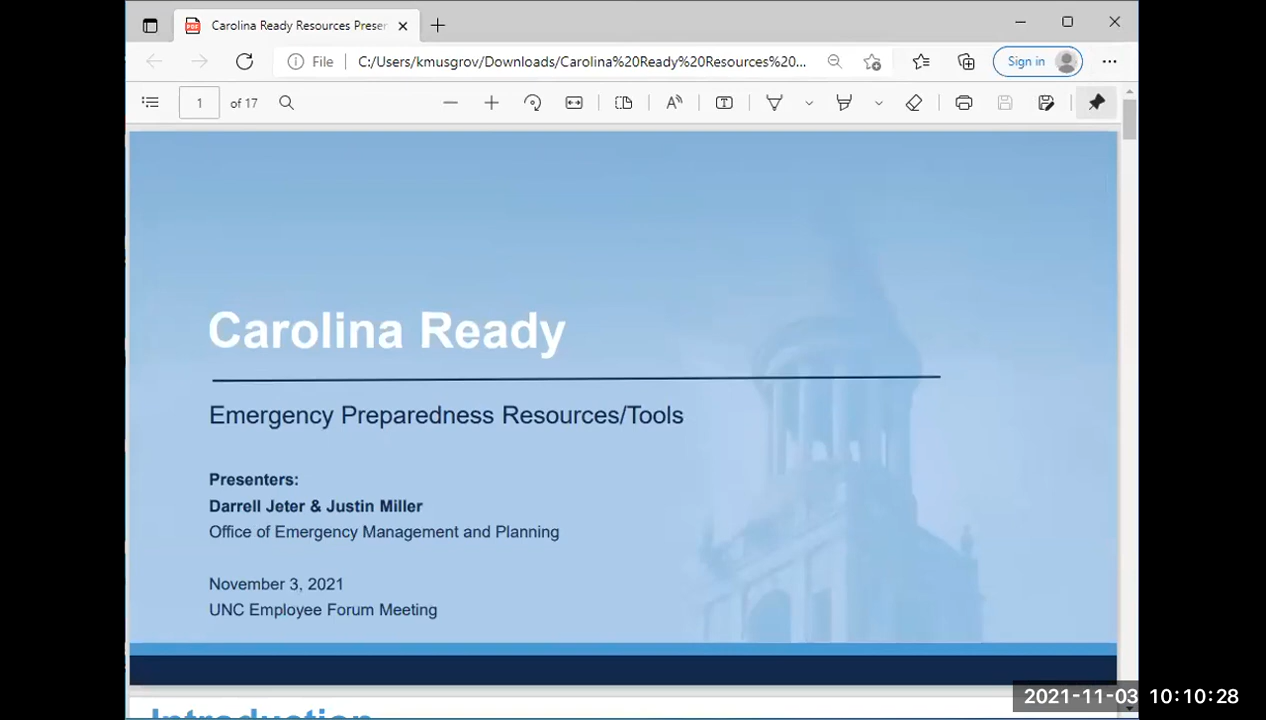 Carolina Ready Resources Presen
File
C:/Users/kmusgrov/Downloads/Carolina%20Ready%20Resources%20...
Sign in
1 of 17
Carolina Ready
Emergency Preparedness Resources/Tools
Presenters:
Darrell Jeter & Justin Miller
Office of Emergency Management and Planning
November 3, 2021
UNC Employee Forum Meeting
Introduction
2021-11-03 10:10:28